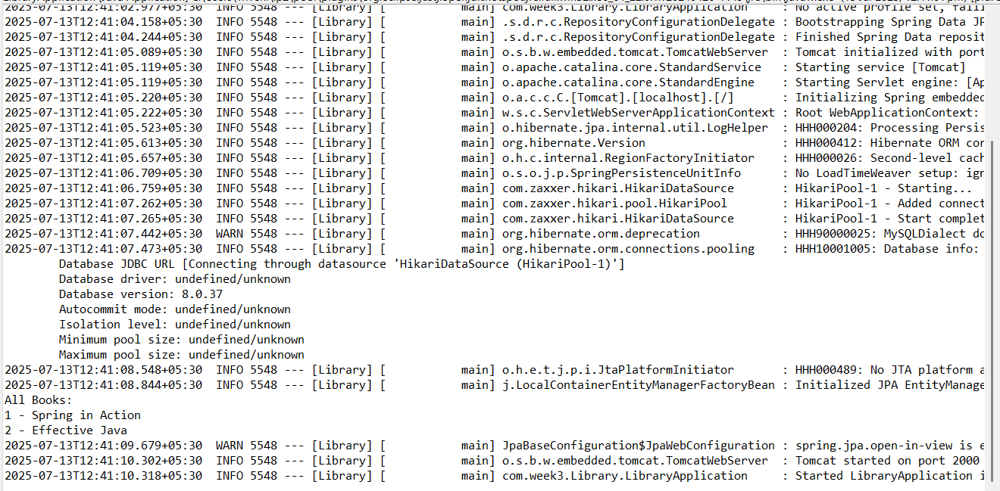 2025-07-13T12:41:02.977+05:30  INFO 5548 --- [Library] [           main] com.week3.Library.LibraryApplication     : No active profile set, fall
2025-07-13T12:41:04.158+05:30  INFO 5548 --- [Library] [           main] .s.d.r.c.RepositoryConfigurationDelegate : Bootstrapping Spring Data JP
2025-07-13T12:41:04.244+05:30  INFO 5548 --- [Library] [           main] .s.d.r.c.RepositoryConfigurationDelegate : Finished Spring Data reposit
2025-07-13T12:41:05.089+05:30  INFO 5548 --- [Library] [           main] o.s.b.w.embedded.tomcat.TomcatWebServer  : Tomcat initialized with port
2025-07-13T12:41:05.119+05:30  INFO 5548 --- [Library] [           main] o.apache.catalina.core.StandardService   : Starting service [Tomcat]
2025-07-13T12:41:05.119+05:30  INFO 5548 --- [Library] [           main] o.apache.catalina.core.StandardEngine    : Starting Servlet engine: [Ap
2025-07-13T12:41:05.220+05:30  INFO 5548 --- [Library] [           main] o.a.c.c.C.[Tomcat].[localhost].[/]       : Initializing Spring embedded
2025-07-13T12:41:05.222+05:30  INFO 5548 --- [Library] [           main] w.s.c.ServletWebServerApplicationContext : Root WebApplicationContext:
2025-07-13T12:41:05.523+05:30  INFO 5548 --- [Library] [           main] o.hibernate.jpa.internal.util.LogHelper  : HHH000204: Processing Persis
2025-07-13T12:41:05.613+05:30  INFO 5548 --- [Library] [           main] org.hibernate.Version                    : HHH000412: Hibernate ORM cor
2025-07-13T12:41:05.657+05:30  INFO 5548 --- [Library] [           main] o.h.c.internal.RegionFactoryInitiator    : HHH000026: Second-level cach
2025-07-13T12:41:06.709+05:30  INFO 5548 --- [Library] [           main] o.s.o.j.p.SpringPersistenceUnitInfo      : No LoadTimeWeaver setup: ign
2025-07-13T12:41:06.759+05:30  INFO 5548 --- [Library] [           main] com.zaxxer.hikari.HikariDataSource       : HikariPool-1 - Starting...
2025-07-13T12:41:07.262+05:30  INFO 5548 --- [Library] [           main] com.zaxxer.hikari.pool.HikariPool        : HikariPool-1 - Added connect
2025-07-13T12:41:07.265+05:30  INFO 5548 --- [Library] [           main] com.zaxxer.hikari.HikariDataSource       : HikariPool-1 - Start complet
2025-07-13T12:41:07.442+05:30  WARN 5548 --- [Library] [           main] org.hibernate.orm.deprecation            : HHH90000025: MySQLDialect do
2025-07-13T12:41:07.473+05:30  INFO 5548 --- [Library] [           main] org.hibernate.orm.connections.pooling    : HHH10001005: Database info:
Database JDBC URL [Connecting through datasource 'HikariDataSource (HikariPool-1)']
Database driver: undefined/unknown
Database version: 8.0.37
Autocommit mode: undefined/unknown
Isolation level: undefined/unknown
Minimum pool size: undefined/unknown
Maximum pool size: undefined/unknown
2025-07-13T12:41:08.548+05:30  INFO 5548 --- [Library] [           main] o.h.e.t.j.p.i.JtaPlatformInitiator       : HHH000489: No JTA platform a
2025-07-13T12:41:08.844+05:30  INFO 5548 --- [Library] [           main] j.LocalContainerEntityManagerFactoryBean : Initialized JPA EntityManage
All Books:
1 - Spring in Action
2 - Effective Java
2025-07-13T12:41:09.679+05:30  WARN 5548 --- [Library] [           main] JpaBaseConfiguration$JpaWebConfiguration : spring.jpa.open-in-view is e
2025-07-13T12:41:10.302+05:30  INFO 5548 --- [Library] [           main] o.s.b.w.embedded.tomcat.TomcatWebServer  : Tomcat started on port 2000
2025-07-13T12:41:10.318+05:30  INFO 5548 --- [Library] [           main] com.week3.Library.LibraryApplication     : Started LibraryApplication i